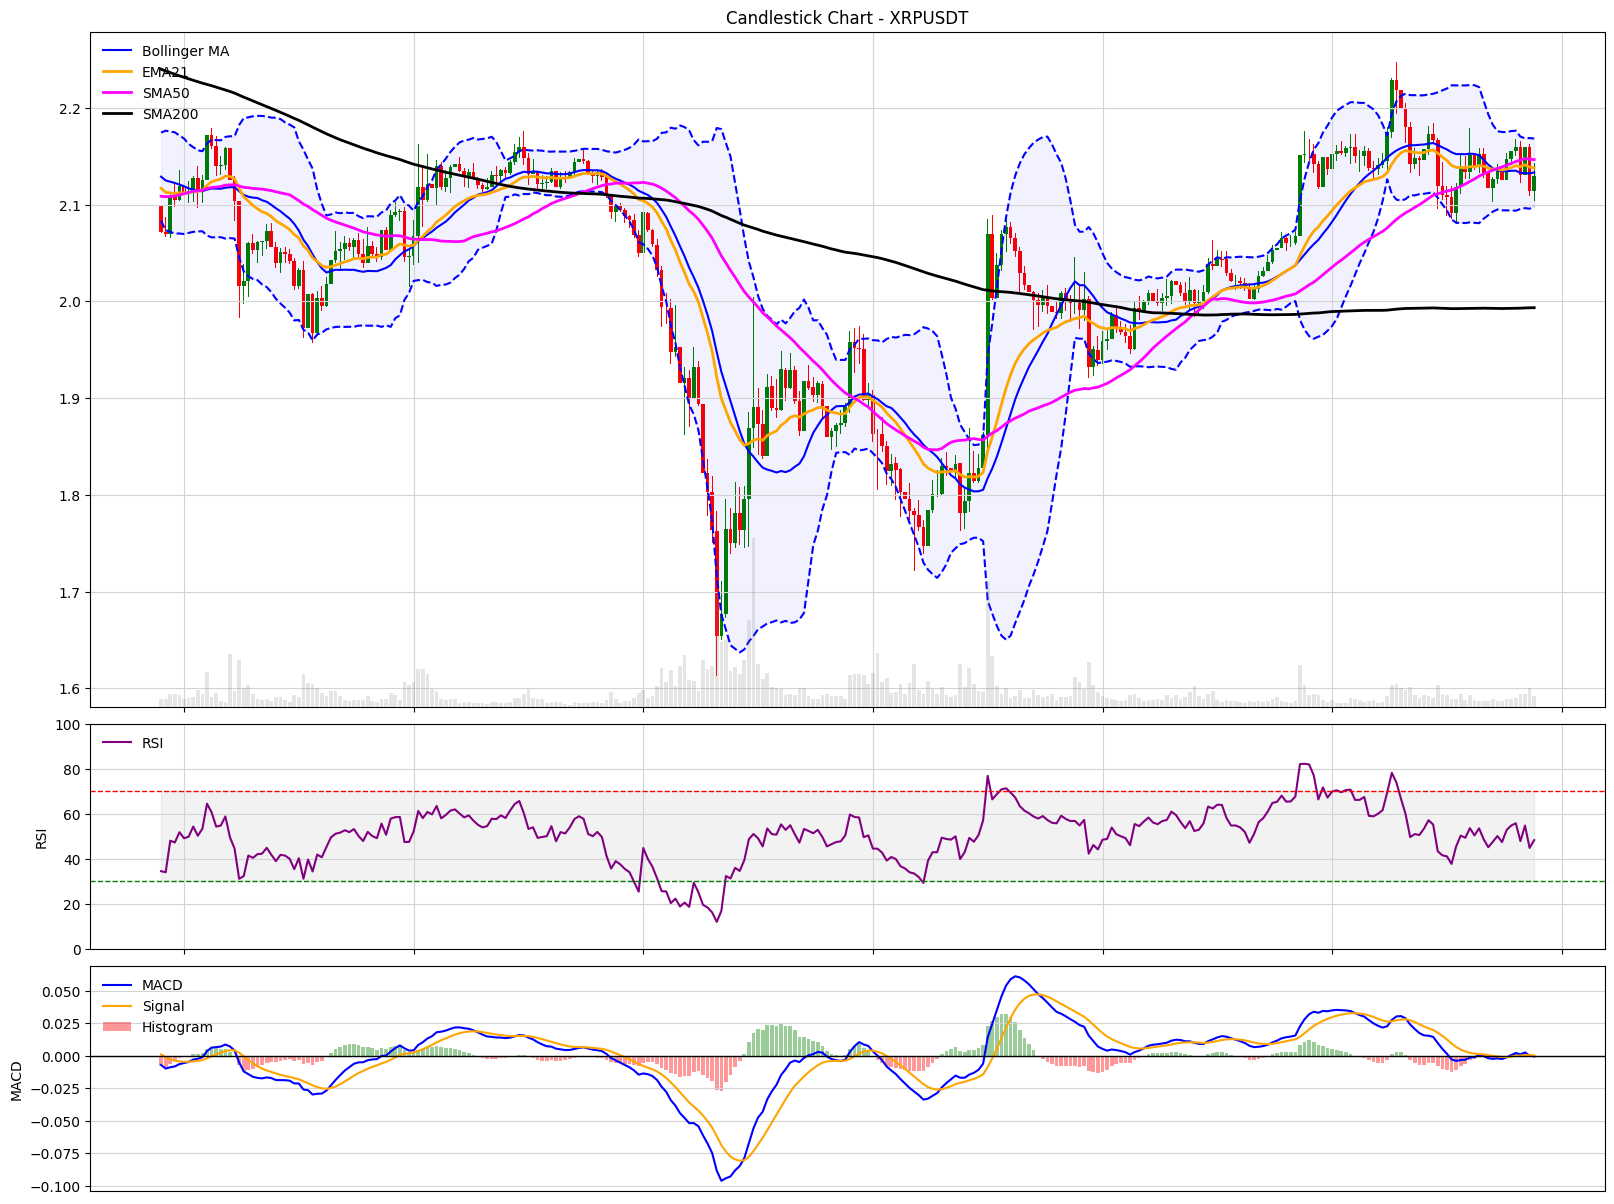 Candlestick Chart - XRPUSDT
Bollinger MA
EMA21
SMA50
SMA200
2.2
2.1
2.0
1.9
1.8
1.7
1.6
RSI
100
80
60
40
20
0
RSI
MACD
Signal
Histogram
0.050
0.025
0.000
−0.025
−0.050
−0.075
−0.100
MACD